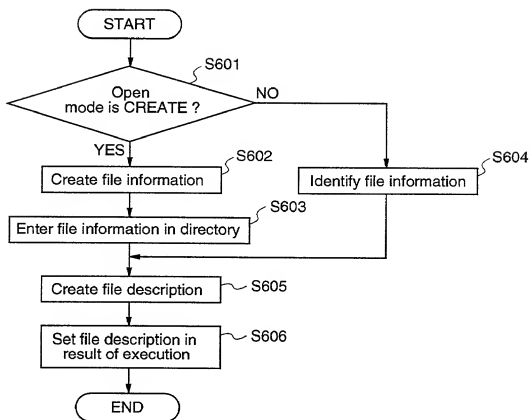 START
S601
Open
mode is CREATE ?
NO
YES
S602
Create file information
S604
Identify file information
S603
Enter file information in directory
Create file description
S605
Set file description in
result of execution
S606
END